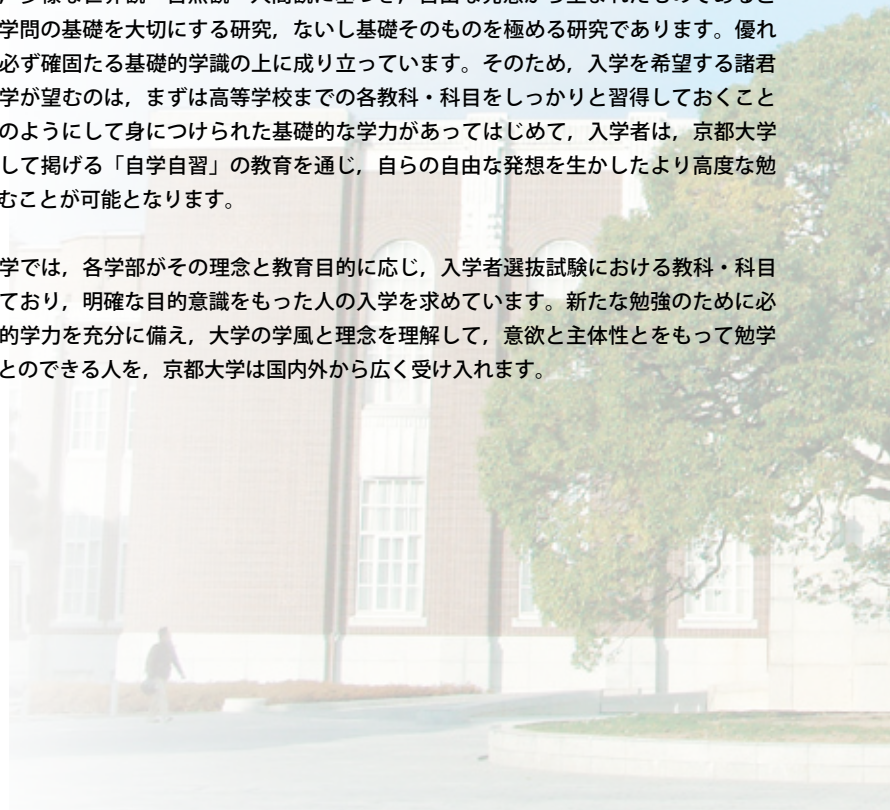 学問の基礎を大切にする研究，ないし基礎そのものを極める研究であります。優れ
必ず確固たる基礎的学識の上に成り立っています。そのため，入学を希望する諸君
学が望むのは，まずは高等学校までの各教科・科目をしっかりと習得しておくこと
のようにして身につけられた基礎的な学力があってはじめて，入学者は，京都大学
して掲げる「自学自習」の教育を通じ，自らの自由な発想を生かしたより高度な勉
むことが可能となります。
学では，各学部がその理念と教育目的に応じ，入学者選抜試験における教科・科目
ており，明確な目的意識をもった人の入学を求めています。新たな勉強のために必
的学力を充分に備え，大学の学風と理念を理解して，意欲と主体性とをもって勉学
とのできる人を，京都大学は国内外から広く受け入れます。